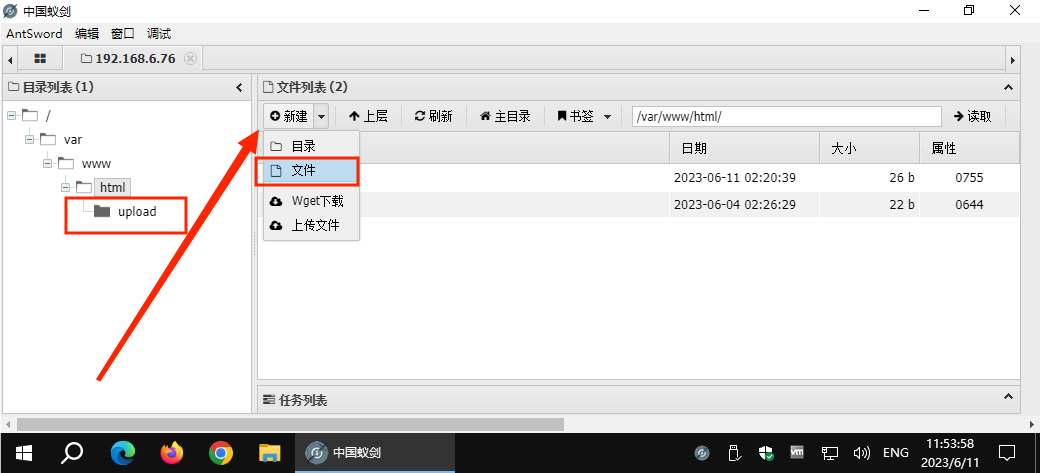 中国蚁剑
AntSword 编辑 窗口 调试
192.168.6.76
目录列表 (1)
文件列表 (2)
新建 上层 刷新 主目录 书签 /var/www/html/ 读取
/
var
www
html
upload
目录
文件
Wget下载
上传文件
日期 大小 属性
2023-06-11 02:20:39 26 b 0755
2023-06-04 02:26:29 22 b 0644
任务列表
中国蚁剑
vm
ENG
11:53:58
2023/6/11